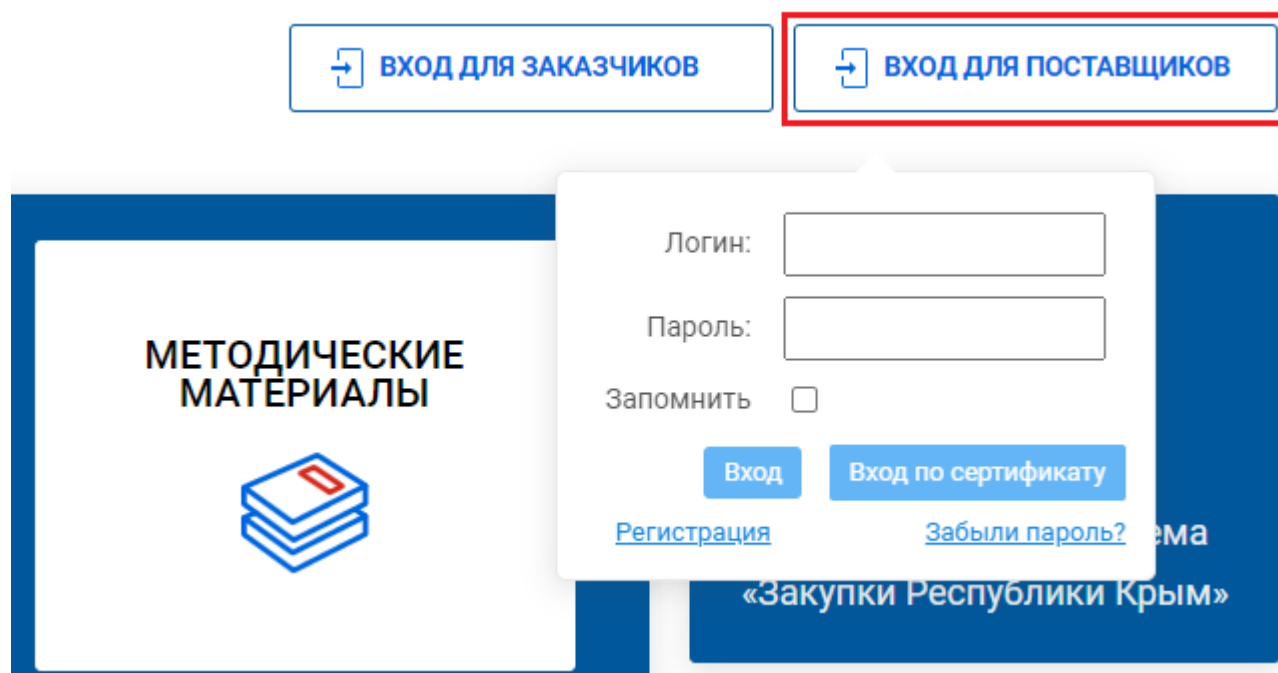 ВХОД ДЛЯ ЗАКАЗЧИКОВ
ВХОД ДЛЯ ПОСТАВЩИКОВ
Логин:
Пароль:
Запомнить
Вход
Вход по сертификату
Регистрация
Забыли пароль?
МЕТОДИЧЕСКИЕ
МАТЕРИАЛЫ
ема
«Закупки Республики Крым»